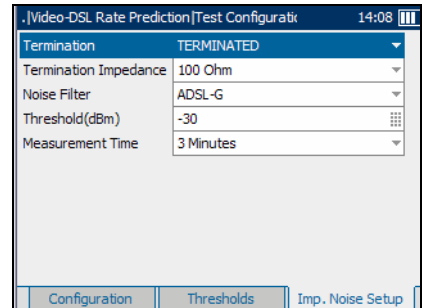 .|Video-DSL Rate Prediction|Test Configuratic 14:08
Termination TERMINATED
Termination Impedance 100 Ohm
Noise Filter ADSL-G
Threshold(dBm) -30
Measurement Time 3 Minutes
Configuration Thresholds Imp. Noise Setup